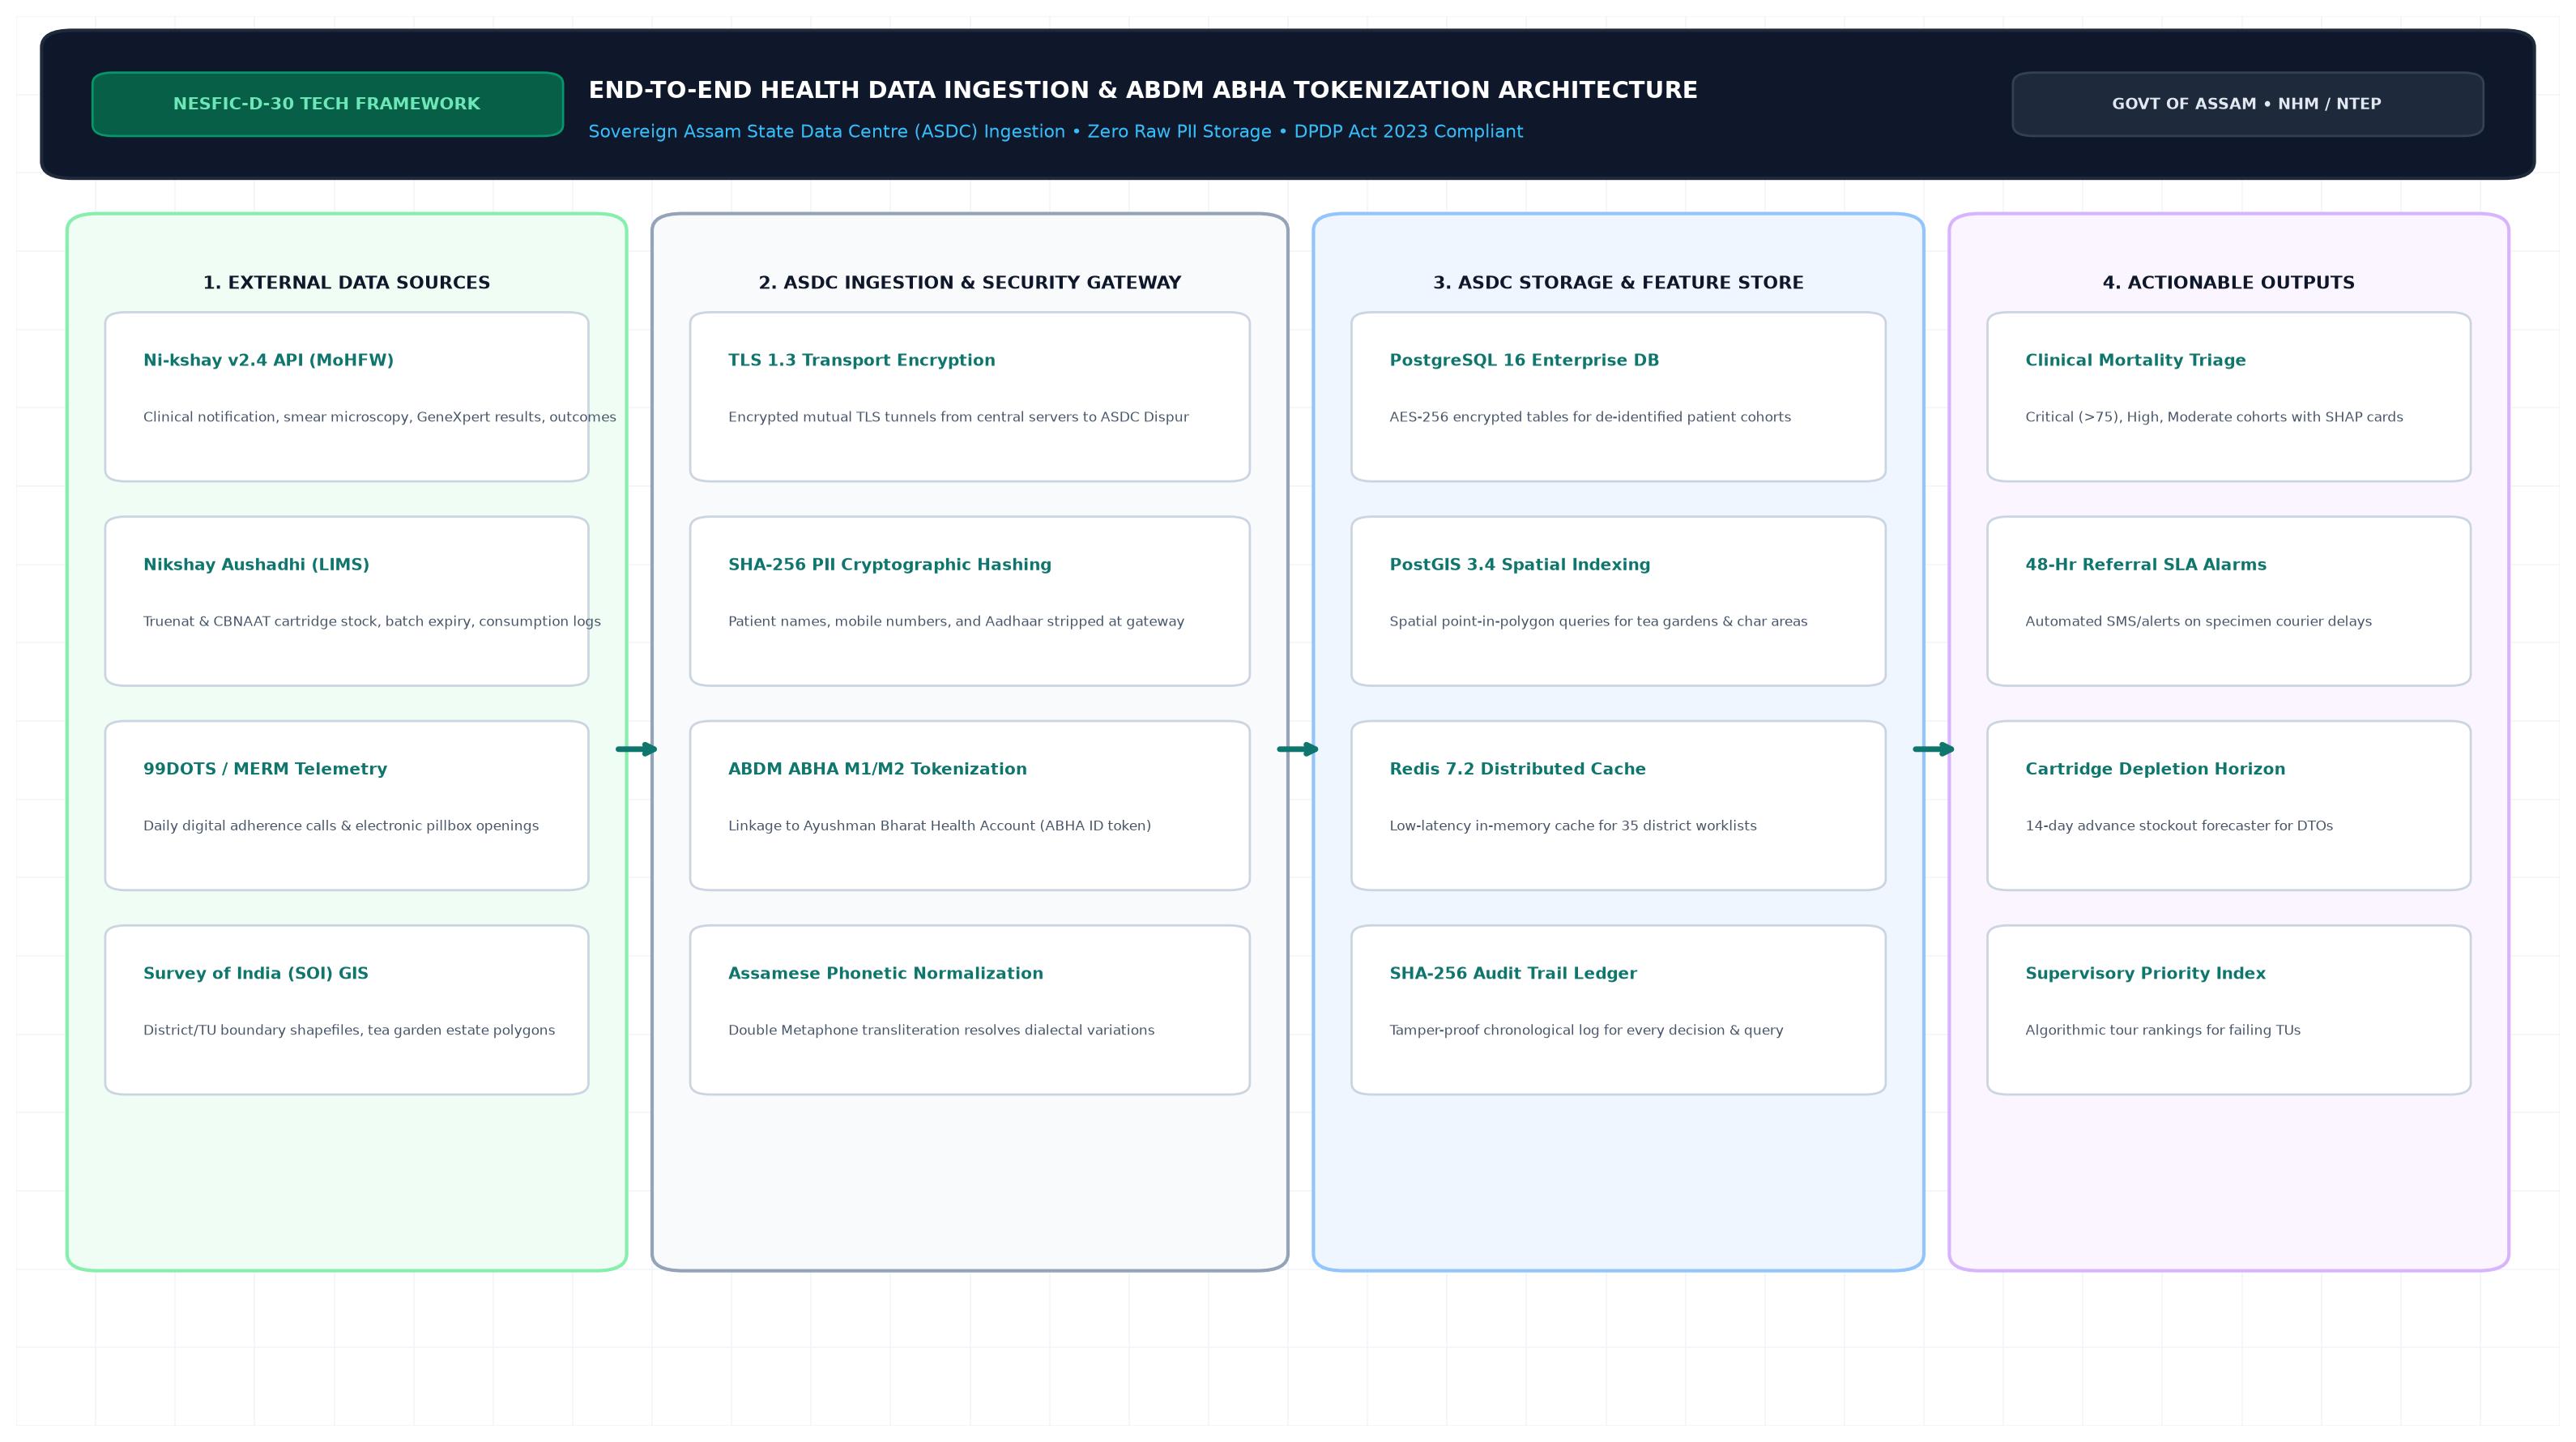 NESFIC-D-30 TECH FRAMEWORK
END-TO-END HEALTH DATA INGESTION & ABDM ABHA TOKENIZATION ARCHITECTURE
Sovereign Assam State Data Centre (ASDC) Ingestion • Zero Raw PII Storage • DPDP Act 2023 Compliant
GOVT OF ASSAM • NHM / NTEP
1. EXTERNAL DATA SOURCES
Ni-kshay v2.4 API (MoHFW)
Clinical notification, smear microscopy, GeneXpert results, outcomes
Nikshay Aushadhi (LIMS)
Truenat & CBNAAT cartridge stock, batch expiry, consumption logs
99DOTS / MERM Telemetry
Daily digital adherence calls & electronic pillbox openings
Survey of India (SOI) GIS
District/TU boundary shapefiles, tea garden estate polygons
2. ASDC INGESTION & SECURITY GATEWAY
TLS 1.3 Transport Encryption
Encrypted mutual TLS tunnels from central servers to ASDC Dispur
SHA-256 PII Cryptographic Hashing
Patient names, mobile numbers, and Aadhaar stripped at gateway
ABDM ABHA M1/M2 Tokenization
Linkage to Ayushman Bharat Health Account (ABHA ID token)
Assamese Phonetic Normalization
Double Metaphone transliteration resolves dialectal variations
3. ASDC STORAGE & FEATURE STORE
PostgreSQL 16 Enterprise DB
AES-256 encrypted tables for de-identified patient cohorts
PostGIS 3.4 Spatial Indexing
Spatial point-in-polygon queries for tea gardens & char areas
Redis 7.2 Distributed Cache
Low-latency in-memory cache for 35 district worklists
SHA-256 Audit Trail Ledger
Tamper-proof chronological log for every decision & query
4. ACTIONABLE OUTPUTS
Clinical Mortality Triage
Critical (>75), High, Moderate cohorts with SHAP cards
48-Hr Referral SLA Alarms
Automated SMS/alerts on specimen courier delays
Cartridge Depletion Horizon
14-day advance stockout forecaster for DTOs
Supervisory Priority Index
Algorithmic tour rankings for failing TUs